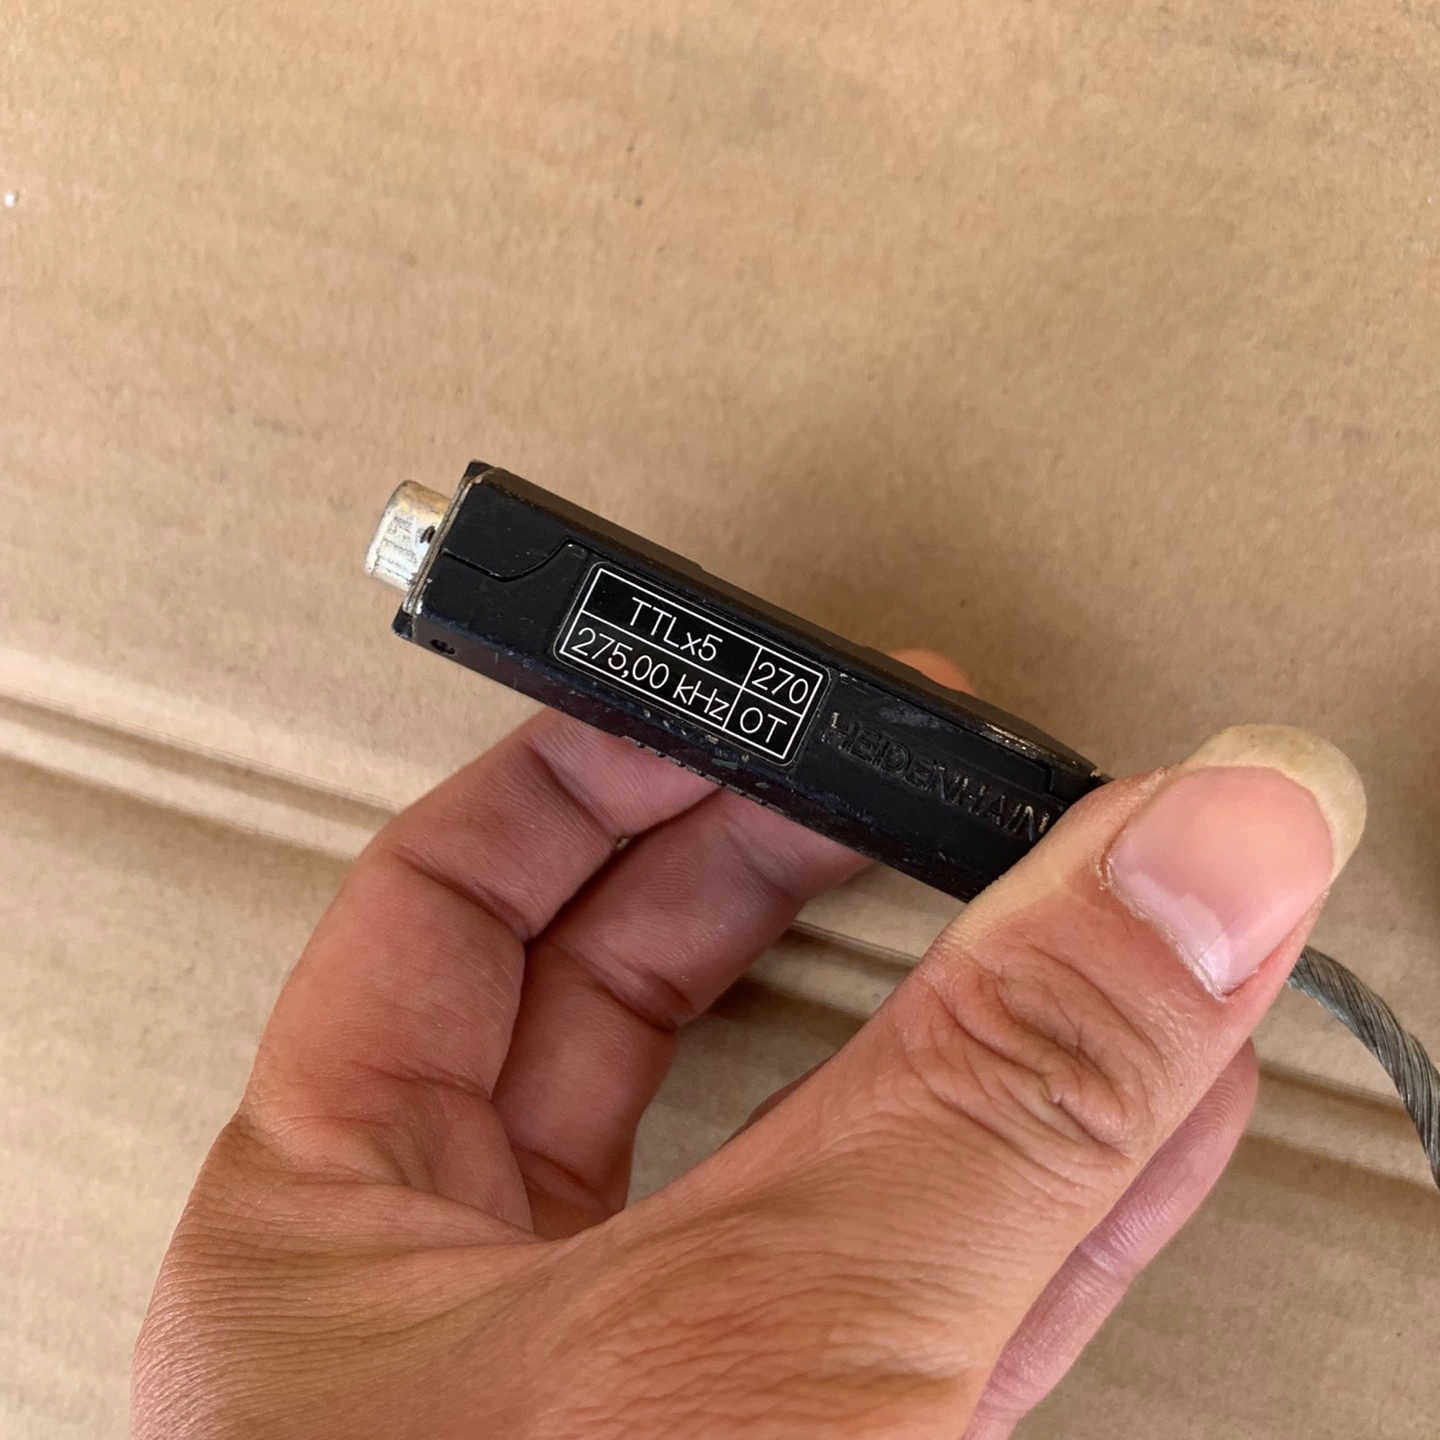 TTLx5
270
275,00 kHz
OT
HEIDENHAIN